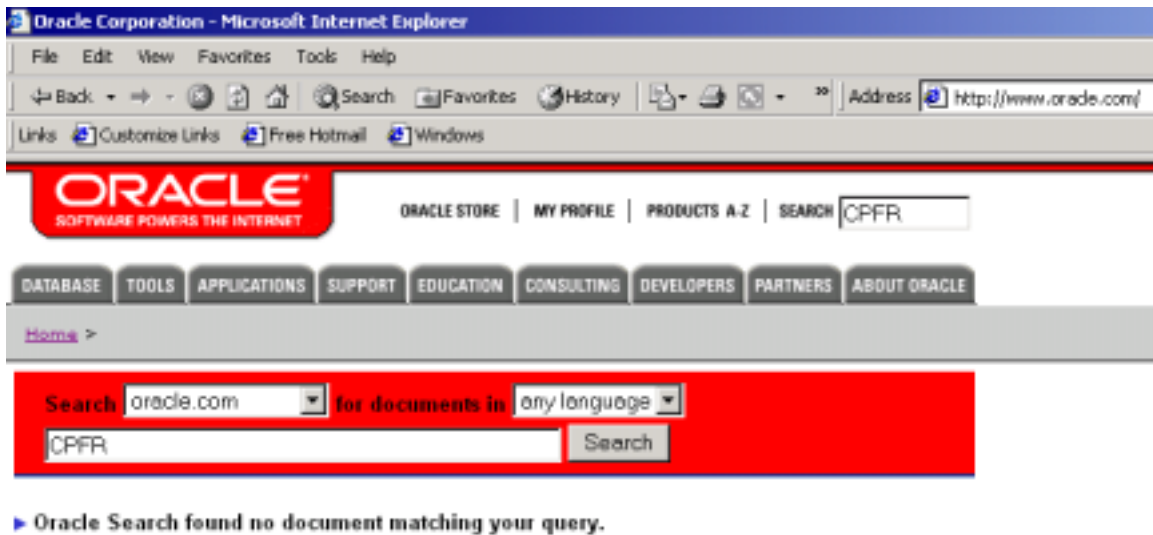 Oracle Corporation - Microsoft Internet Explorer
File Edit View Favorites Tools Help
Back Search Favorites History » Address http://www.oracle.com/
Links Customize Links Free Hotmail Windows
ORACLE
SOFTWARE POWERS THE INTERNET
ORACLE STORE | MY PROFILE | PRODUCTS A-Z | SEARCH CPFR
DATABASE TOOLS APPLICATIONS SUPPORT EDUCATION CONSULTING DEVELOPERS PARTNERS ABOUT ORACLE
Home >
Search oracle.com for documents in any language
CPFR Search
Oracle Search found no document matching your query.